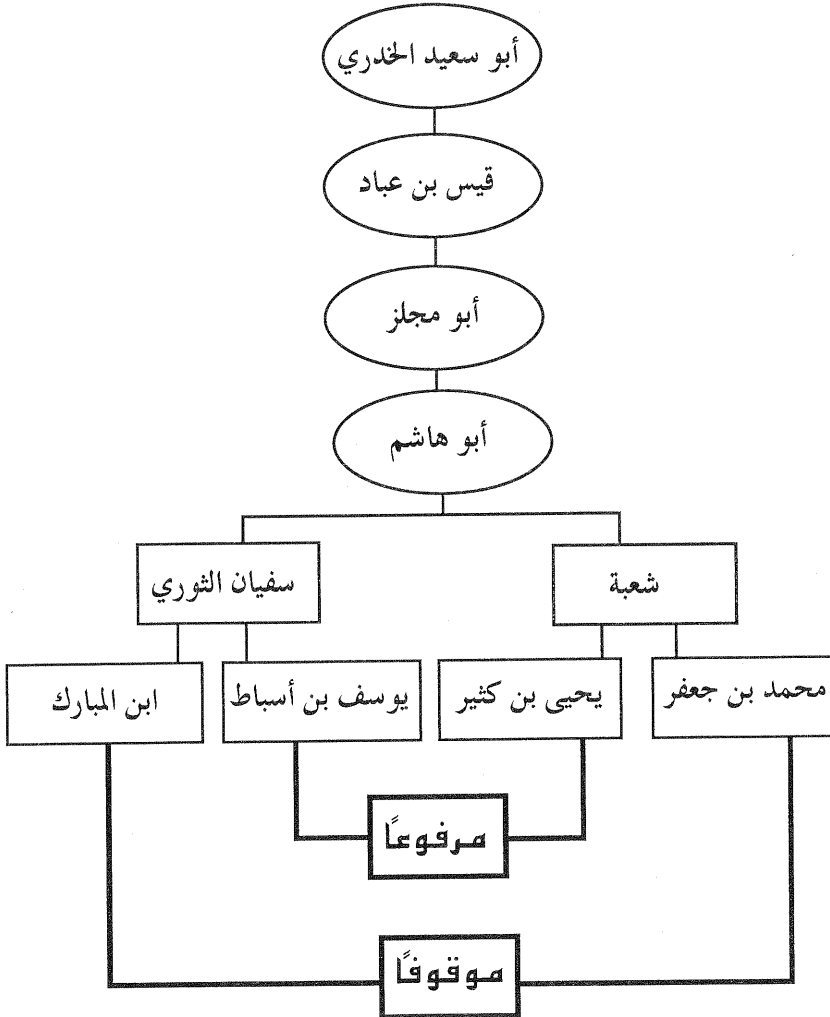 أبو سعيد الخدري
قيس بن عباد
أبو مجلز
أبو هاشم
شعبة
سفيان الثوري
محمد بن جعفر
يحيى بن كثير
يوسف بن أسباط
ابن المبارك
مرفوعًا
موقوفًا